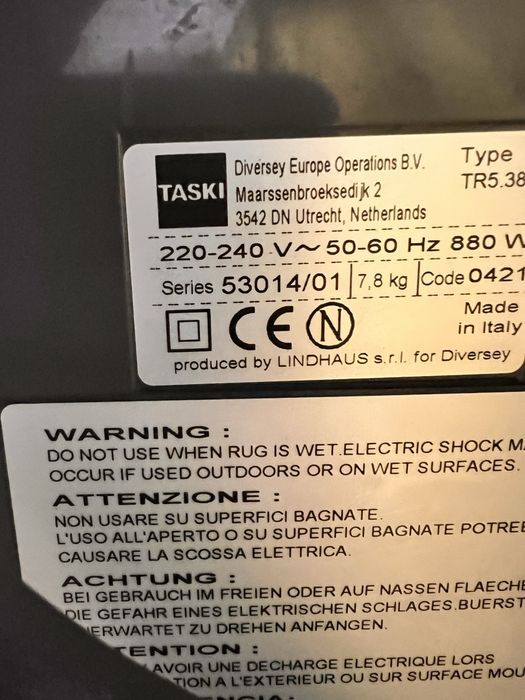 TASKI
Diversey Europe Operations B.V.
Maarssenbroeksedijk 2
3542 DN Utrecht, Netherlands
Type
TR5.38
220-240 V~ 50-60 Hz 880 W
Series 53014/01 7,8 kg Code 0421
CE N
Made
in Italy
produced by LINDHAUS s.r.l. for Diversey
WARNING :
DO NOT USE WHEN RUG IS WET.ELECTRIC SHOCK
OCCUR IF USED OUTDOORS OR ON WET SURFACES.
ATTENZIONE :
NON USARE SU SUPERFICI BAGNATE.
L'USO ALL'APERTO O SU SUPERFICI BAGNATE
CAUSARE LA SCOSSA ELETTRICA.
ACHTUNG :
BEI GEBRAUCH IM FREIEN ODER AUF NASSEN
DIE GEFAHR EINES ELEKTRISCHEN SCHLAGES.BUERST
ERWARTET ZU DREHEN ANFANGEN.
TENTION :
AVOIR UNE DECHARGE ELECTRIQUE LORS
TION A L'EXTERIEUR OU SUR SURFACE